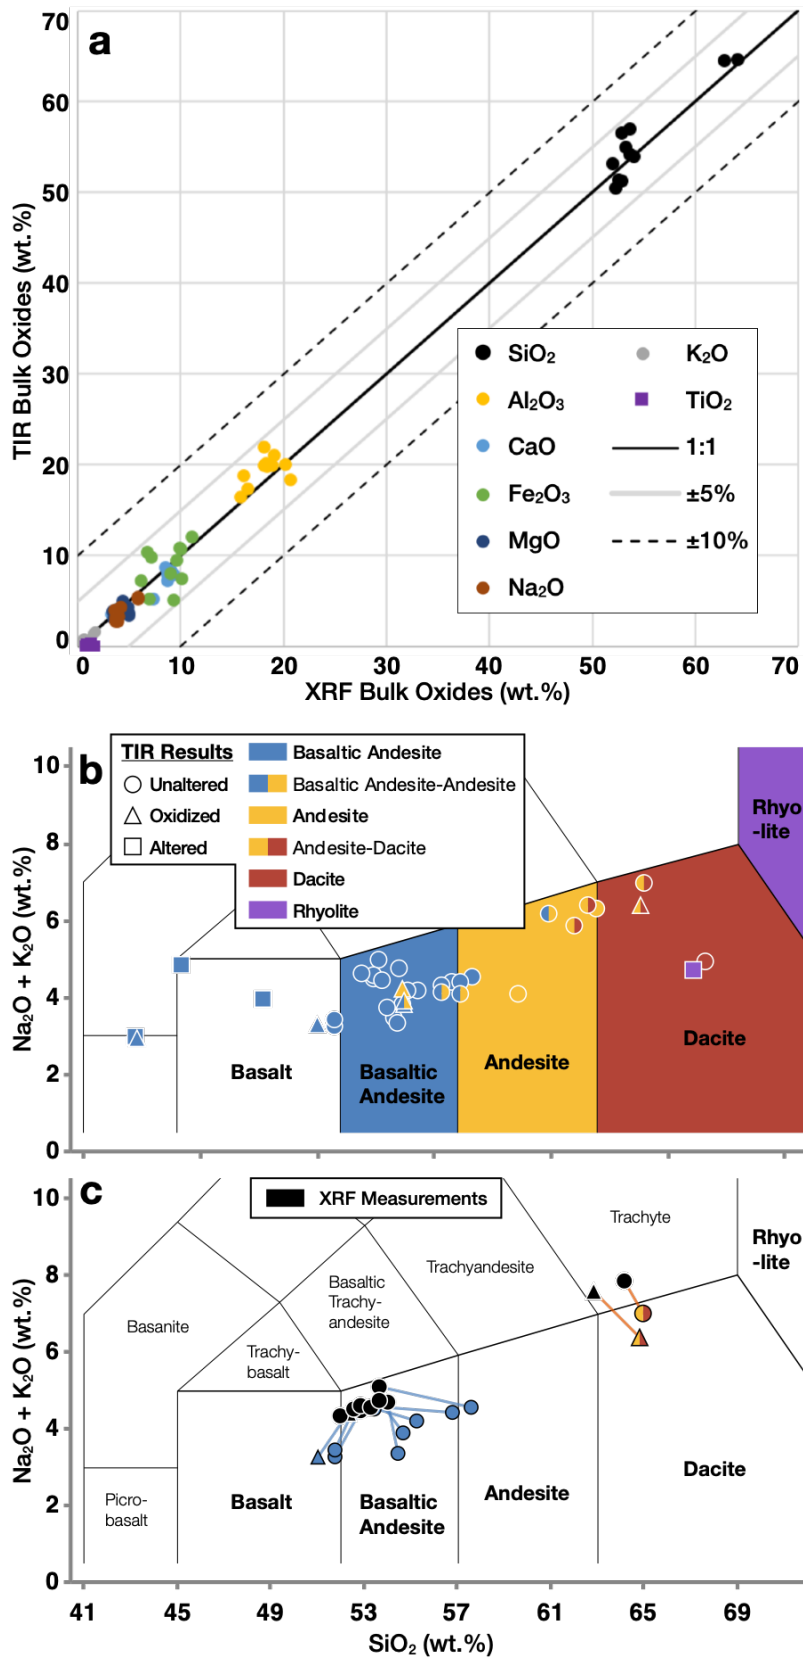 a
70
60
50
40
30
20
10
0
TIR Bulk Oxides (wt.%)
SiO₂
K₂O
Al₂O₃
TiO₂
CaO
1:1
Fe₂O₃
±5%
MgO
±10%
Na₂O
0 10 20 30 40 50 60 70
XRF Bulk Oxides (wt.%)
b
10
8
6
4
2
0
Na₂O + K₂O (wt.%)
TIR Results
Unaltered
Oxidized
Altered
Basaltic Andesite
Basaltic Andesite-Andesite
Andesite
Andesite-Dacite
Dacite
Rhyolite
Rhyo
-lite
Basalt
Basaltic
Andesite
Andesite
Dacite
c
10
8
6
4
2
0
Na₂O + K₂O (wt.%)
XRF Measurements
Trachyte
Rhyo
-lite
Trachyandesite
Basaltic
Trachy-
andesite
Basanite
Trachy-
basalt
Picro-
basalt
Basalt
Basaltic
Andesite
Andesite
Dacite
41 45 49 53 57 61 65 69
SiO₂ (wt.%)